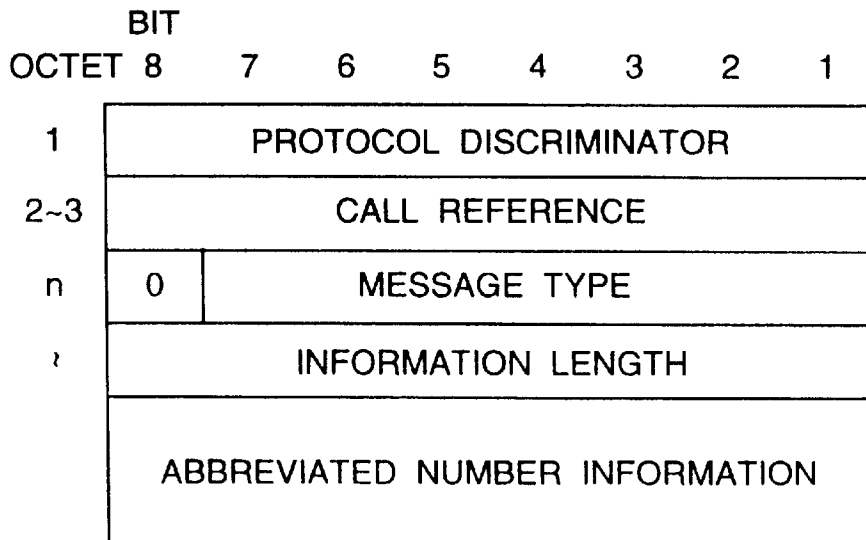 BIT
OCTET 8 7 6 5 4 3 2 1
1 PROTOCOL DISCRIMINATOR
2~3 CALL REFERENCE
n 0 MESSAGE TYPE
~ INFORMATION LENGTH
ABBREVIATED NUMBER INFORMATION